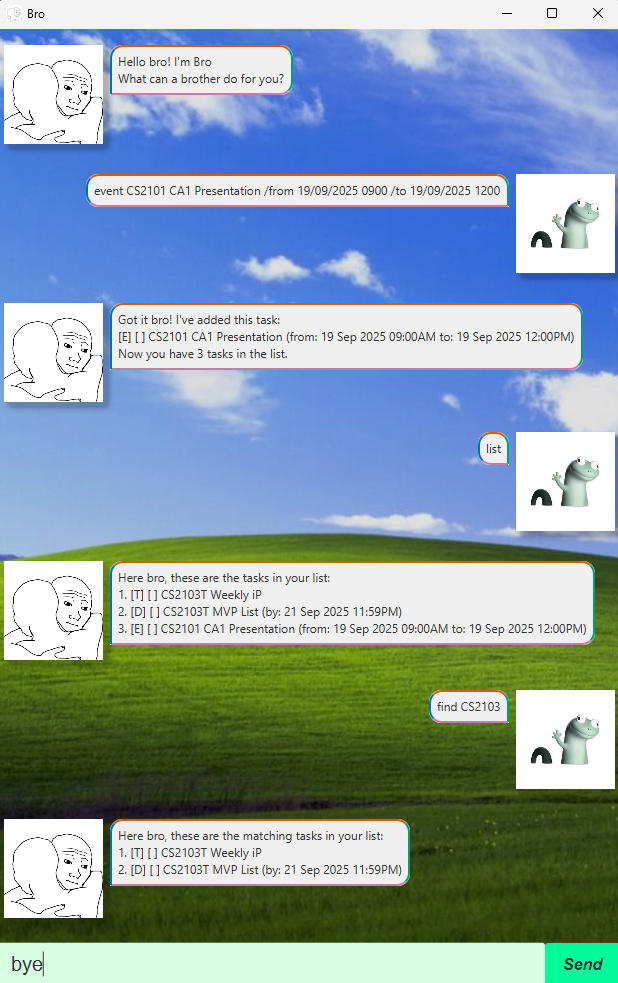 Bro
Hello bro! I'm Bro
What can a brother do for you?
event CS2101 CA1 Presentation /from 19/09/2025 0900 /to 19/09/2025 1200
Got it bro! I've added this task:
[E] [ ] CS2101 CA1 Presentation (from: 19 Sep 2025 09:00AM to: 19 Sep 2025 12:00PM)
Now you have 3 tasks in the list.
list
Here bro, these are the tasks in your list:
1. [T] [ ] CS2103T Weekly iP
2. [D] [ ] CS2103T MVP List (by: 21 Sep 2025 11:59PM)
3. [E] [ ] CS2101 CA1 Presentation (from: 19 Sep 2025 09:00AM to: 19 Sep 2025 12:00PM)
find CS2103
Here bro, these are the matching tasks in your list:
1. [T] [ ] CS2103T Weekly iP
2. [D] [ ] CS2103T MVP List (by: 21 Sep 2025 11:59PM)
bye
Send